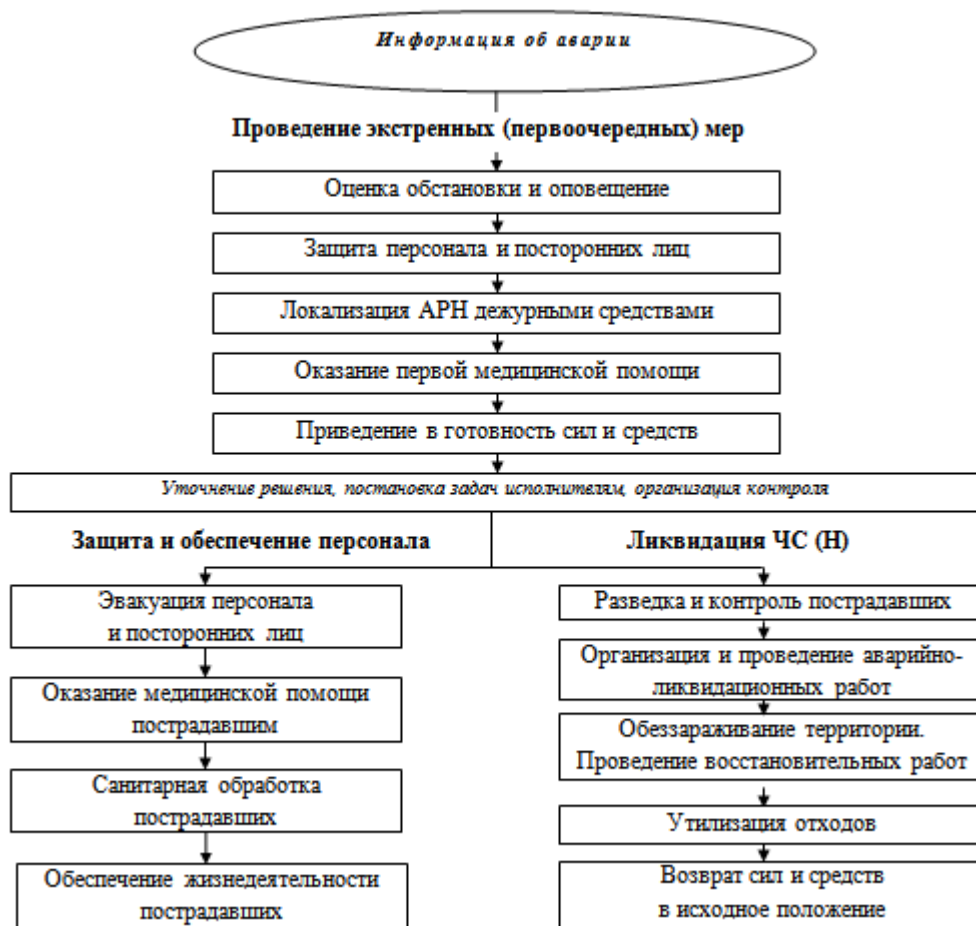 Информация об аварии
Проведение экстренных (первоочередных) мер
Оценка обстановки и оповещение
Защита персонала и посторонних лиц
Локализация АРН дежурными средствами
Оказание первой медицинской помощи
Приведение в готовность сил и средств
Уточнение решения, постановка задач исполнителям, организация контроля
Защита и обеспечение персонала
Эвакуация персонала
и посторонних лиц
Оказание медицинской помощи
пострадавшим
Санитарная обработка
пострадавших
Обеспечение жизнедеятельности
пострадавших
Ликвидация ЧС (Н)
Разведка и контроль пострадавших
Организация и проведение аварийно-
ликвидационных работ
Обеззараживание территории.
Проведение восстановительных работ
Утилизация отходов
Возврат сил и средств
в исходное положение